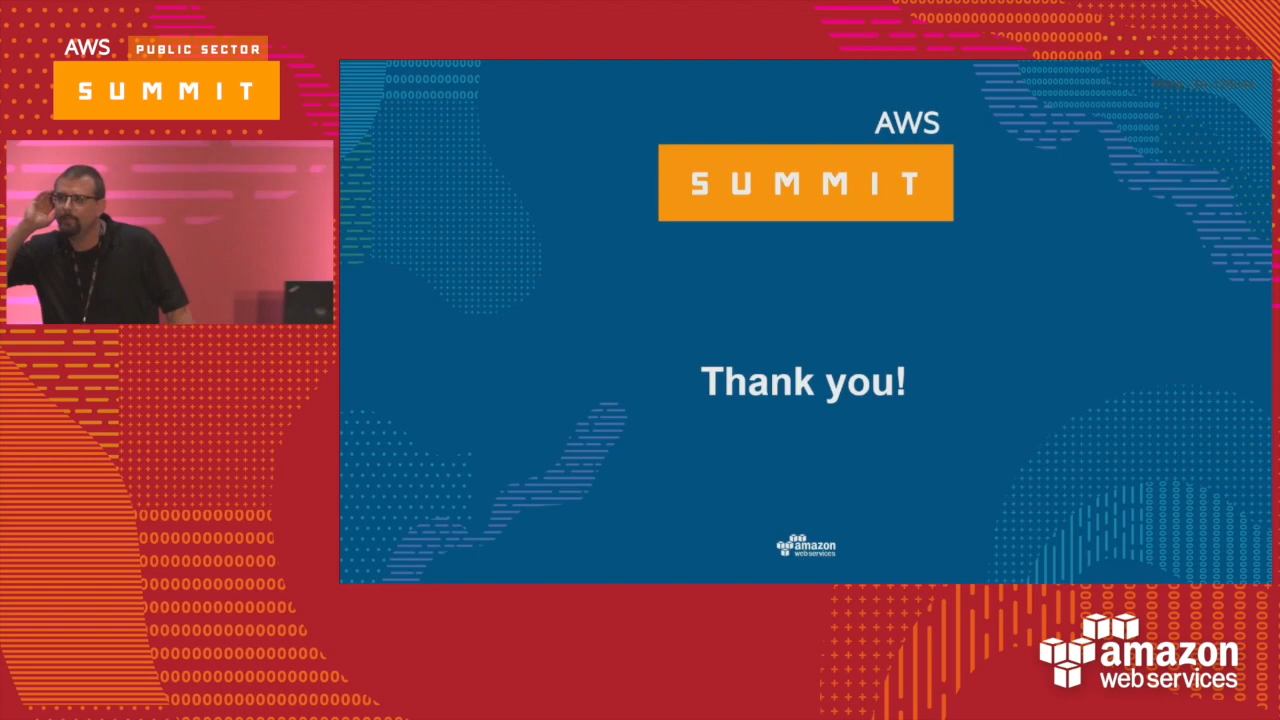 AWS PUBLIC SECTOR
SUMMIT
AWS
SUMMIT
Thank you!
amazon
web services
amazon
web services